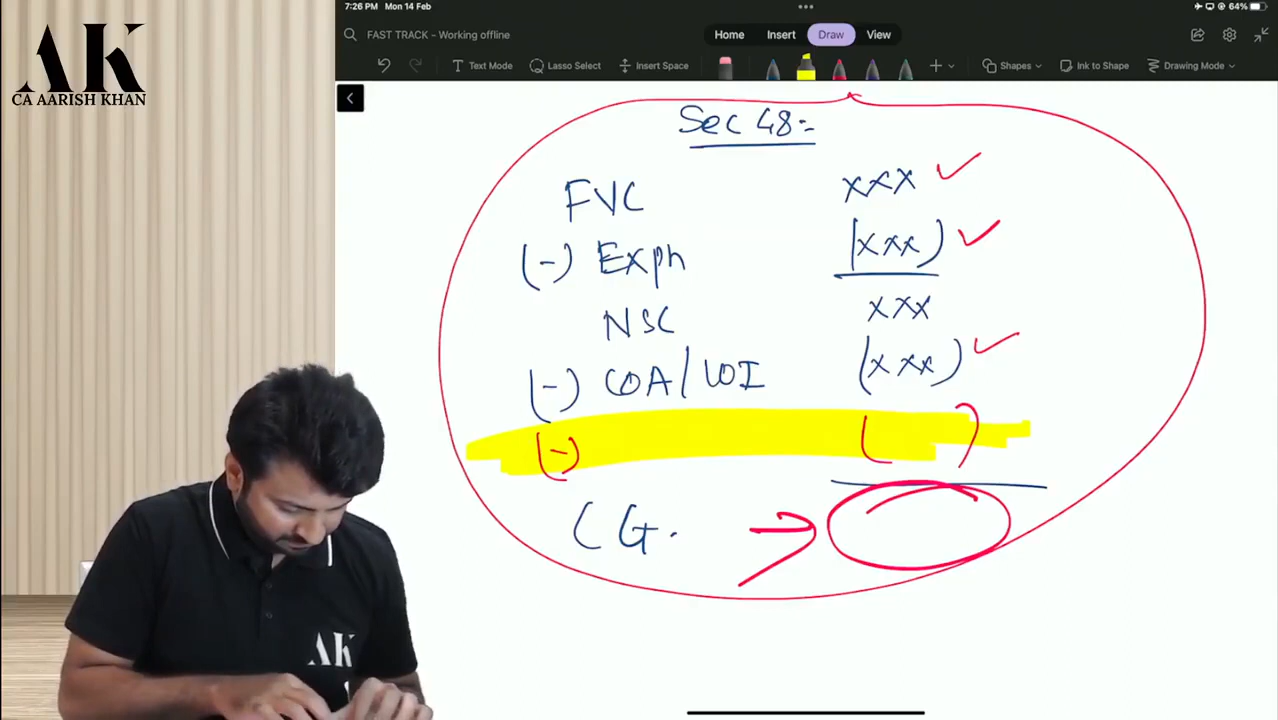 AK
CA AARISH KHAN
7:26 PM Mon 14 Feb
64%
FAST TRACK - Working offline
Home Insert Draw View
Text Mode Lasso Select Insert Space Shapes Ink to Shape Drawing Mode
Sec 48:-
FVC xxx ✓
(-) Exph (xxx) ✓
NSC xxx
(-) COA/COI (xxx) ✓
(-) ( )
CG. →
AK